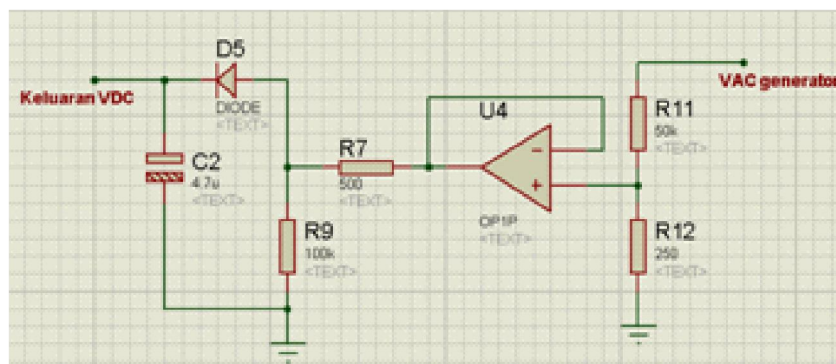 D5
DIODE
<TEXT>
Keluaran VDC
VAC generator
U4
R11
50k
<TEXT>
C2
4.7u
<TEXT>
R7
500
<TEXT>
OP1P
<TEXT>
R9
100k
<TEXT>
R12
250
<TEXT>